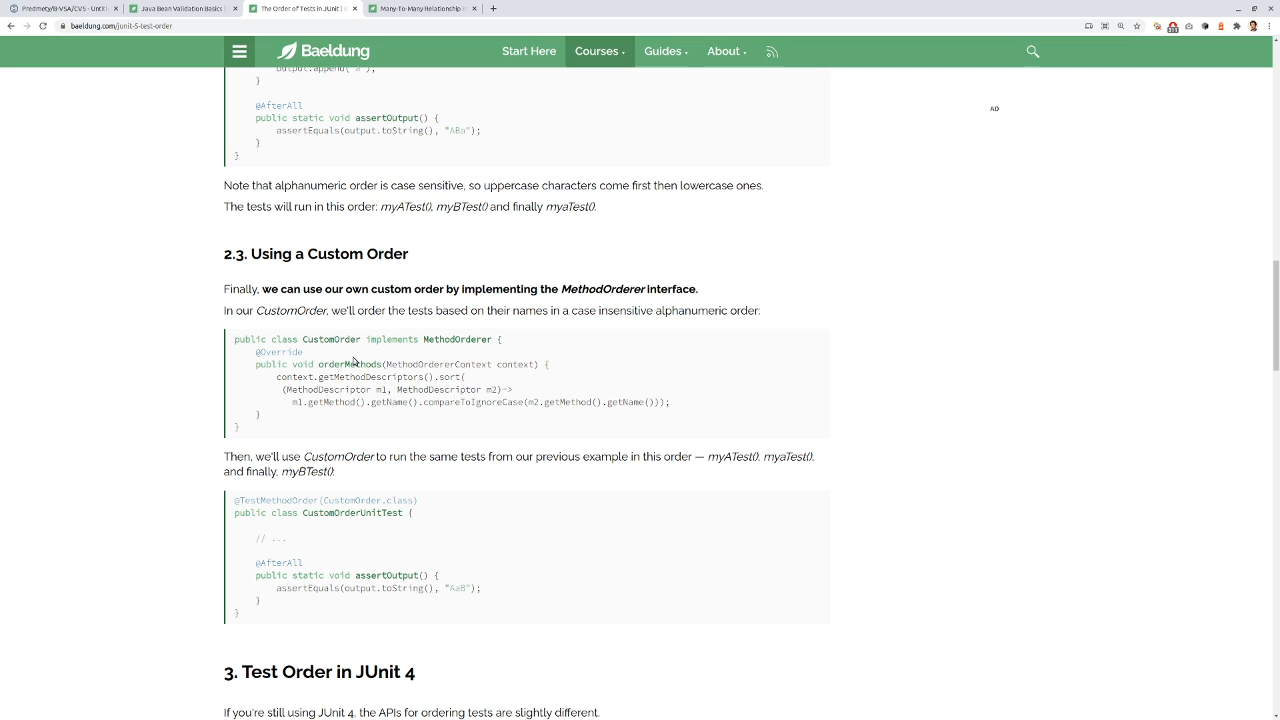 Predmety/B-VSA/CV5 - Unti
Java Bean Validation Basics
The Order of Tests in JUnit
Many-To-Many Relationship
baeldung.com/junit-5-test-order
Baeldung
Start Here
Courses
Guides
About
AD
output.append("a");
}
@AfterAll
public static void assertOutput() {
assertEquals(output.toString(), "ABa");
}
}
Note that alphanumeric order is case sensitive, so uppercase characters come first then lowercase ones.
The tests will run in this order: myATest(), myBTest() and finally myaTest().
2.3. Using a Custom Order
Finally, we can use our own custom order by implementing the MethodOrderer interface.
In our CustomOrder, we'll order the tests based on their names in a case insensitive alphanumeric order:
public class CustomOrder implements MethodOrderer {
@Override
public void orderMethods(MethodOrdererContext context) {
context.getMethodDescriptors().sort(
(MethodDescriptor m1, MethodDescriptor m2)->
m1.getMethod().getName().compareToIgnoreCase(m2.getMethod().getName()));
}
}
Then, we'll use CustomOrder to run the same tests from our previous example in this order — myATest(), myaTest(),
and finally, myBTest():
@TestMethodOrder(CustomOrder.class)
public class CustomOrderUnitTest {
// ...
@AfterAll
public static void assertOutput() {
assertEquals(output.toString(), "AaB");
}
}
3. Test Order in JUnit 4
If you're still using JUnit 4, the APIs for ordering tests are slightly different.